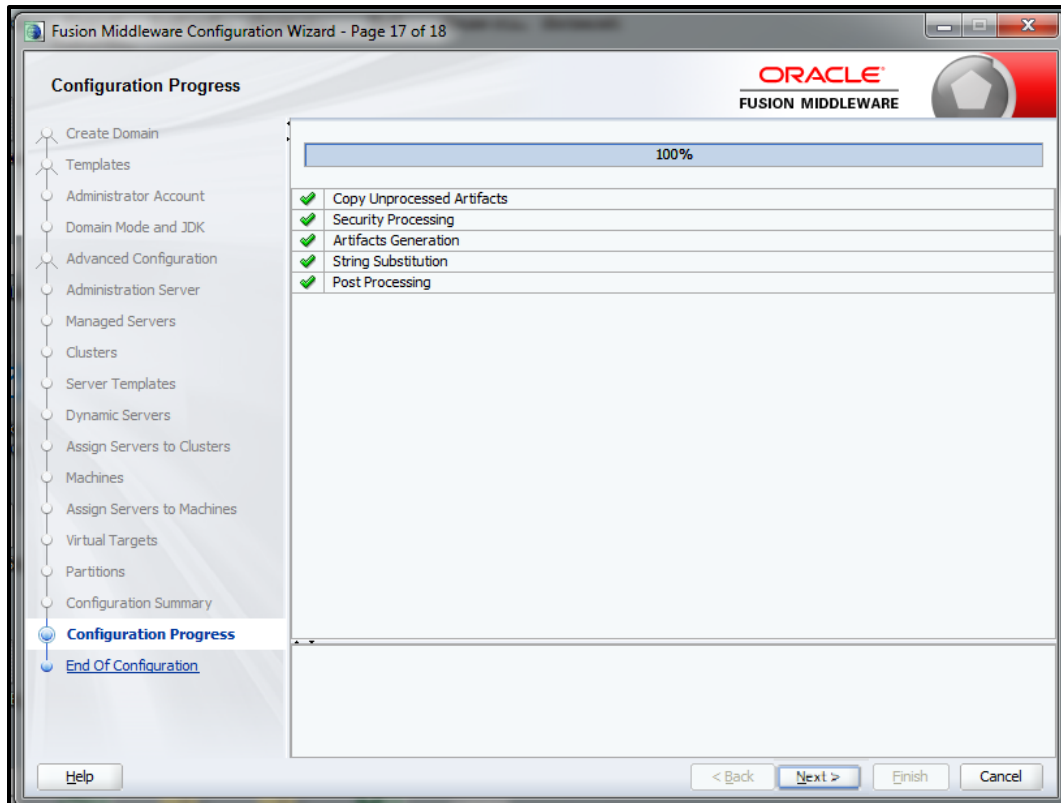 Fusion Middleware Configuration Wizard - Page 17 of 18
Configuration Progress
ORACLE
FUSION MIDDLEWARE
Create Domain
Templates
Administrator Account
Domain Mode and JDK
Advanced Configuration
Administration Server
Managed Servers
Clusters
Server Templates
Dynamic Servers
Assign Servers to Clusters
Machines
Assign Servers to Machines
Virtual Targets
Partitions
Configuration Summary
Configuration Progress
End Of Configuration
100%
Copy Unprocessed Artifacts
Security Processing
Artifacts Generation
String Substitution
Post Processing
Help
< Back
Next >
Finish
Cancel